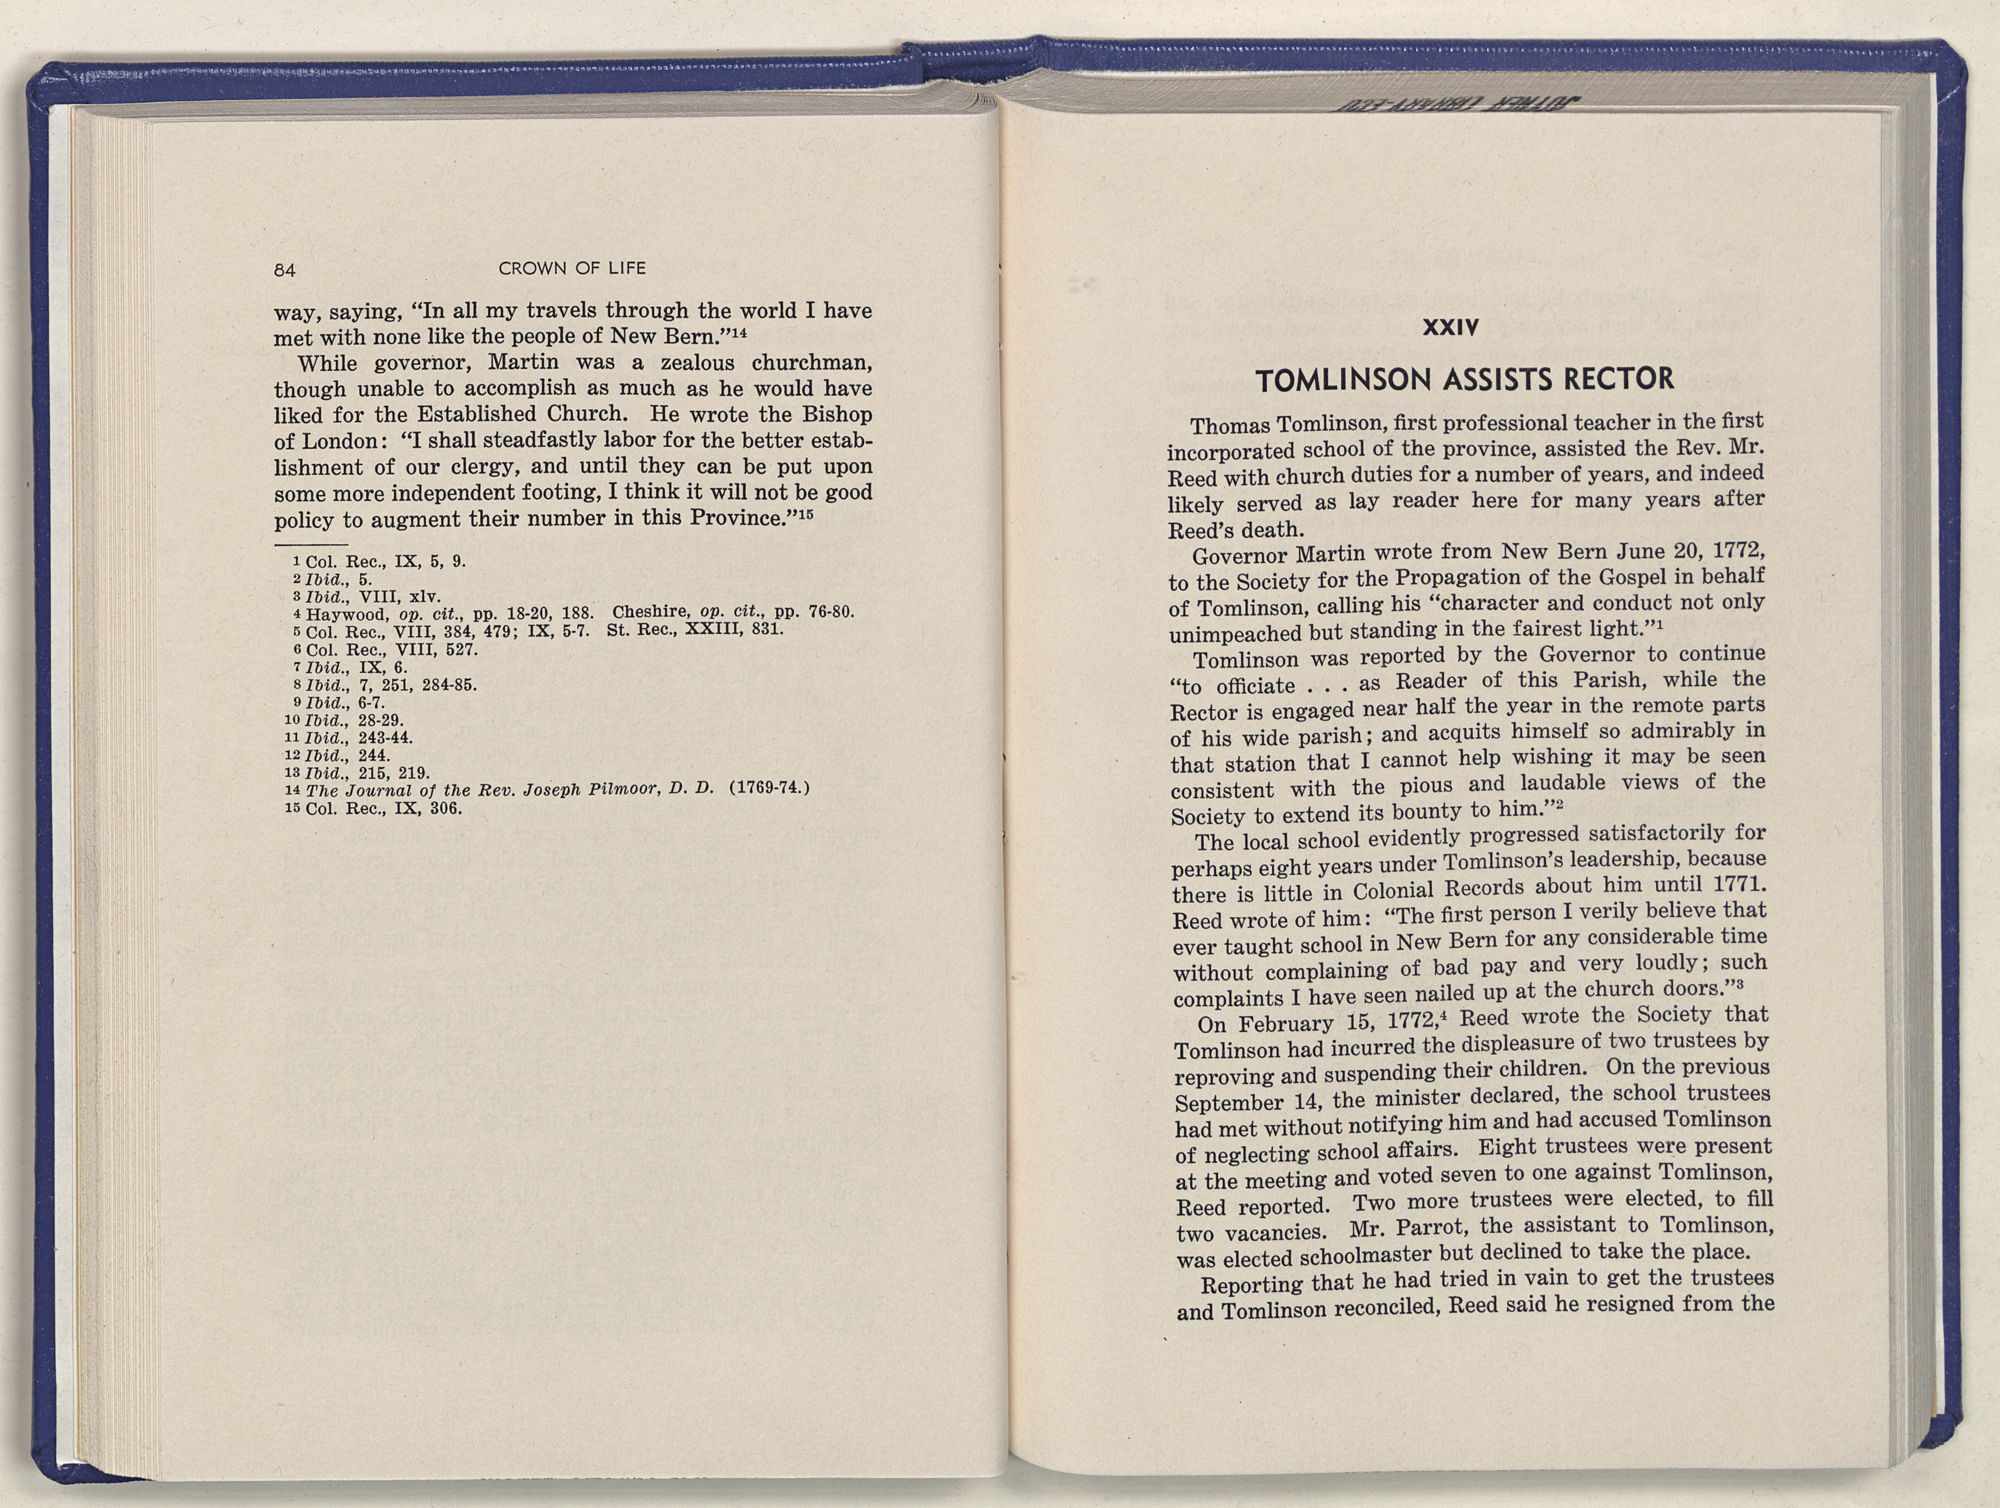 84 CROWN OF LIFE
way, saying, “In all my travels through the world I have
met with none like the people of New Bern.”14
While governor, Martin was a zealous churchman,
though unable to accomplish as much as he would have
liked for the Established Church. He wrote the Bishop
of London: “I shall steadfastly labor for the better estab-
lishment of our clergy, and until they can be put upon
some more independent footing, I think it will not be good
policy to augment their number in this Province.”15
1 Col. Rec., IX, 5, 9.
2 Ibid., 5.
3 Ibid., VIII, xlv.
4 Haywood, op. cit., pp. 18-20, 188. Cheshire, op. cit., pp. 76-80.
5 Col. Rec., VIII, 384, 479; IX, 5-7. St. Rec., XXIII, 831.
6 Col. Rec., VIII, 527.
7 Ibid., IX, 6.
8 Ibid., 7, 251, 284-85.
9 Ibid., 6-7.
10 Ibid., 28-29.
11 Ibid., 243-44.
12 Ibid., 244.
13 Ibid., 215, 219.
14 The Journal of the Rev. Joseph Pilmoor, D. D. (1769-74.)
15 Col. Rec., IX, 306.
JOYNER LIBRARY-ECU
XXIV
TOMLINSON ASSISTS RECTOR
Thomas Tomlinson, first professional teacher in the first
incorporated school of the province, assisted the Rev. Mr.
Reed with church duties for a number of years, and indeed
likely served as lay reader here for many years after
Reed’s death.
Governor Martin wrote from New Bern June 20, 1772,
to the Society for the Propagation of the Gospel in behalf
of Tomlinson, calling his “character and conduct not only
unimpeached but standing in the fairest light.”1
Tomlinson was reported by the Governor to continue
“to officiate . . . as Reader of this Parish, while the
Rector is engaged near half the year in the remote parts
of his wide parish; and acquits himself so admirably in
that station that I cannot help wishing it may be seen
consistent with the pious and laudable views of the
Society to extend its bounty to him.”2
The local school evidently progressed satisfactorily for
perhaps eight years under Tomlinson’s leadership, because
there is little in Colonial Records about him until 1771.
Reed wrote of him: “The first person I verily believe that
ever taught school in New Bern for any considerable time
without complaining of bad pay and very loudly; such
complaints I have seen nailed up at the church doors.”3
On February 15, 1772,4 Reed wrote the Society that
Tomlinson had incurred the displeasure of two trustees by
reproving and suspending their children. On the previous
September 14, the minister declared, the school trustees
had met without notifying him and had accused Tomlinson
of neglecting school affairs. Eight trustees were present
at the meeting and voted seven to one against Tomlinson,
Reed reported. Two more trustees were elected, to fill
two vacancies. Mr. Parrot, the assistant to Tomlinson,
was elected schoolmaster but declined to take the place.
Reporting that he had tried in vain to get the trustees
and Tomlinson reconciled, Reed said he resigned from the